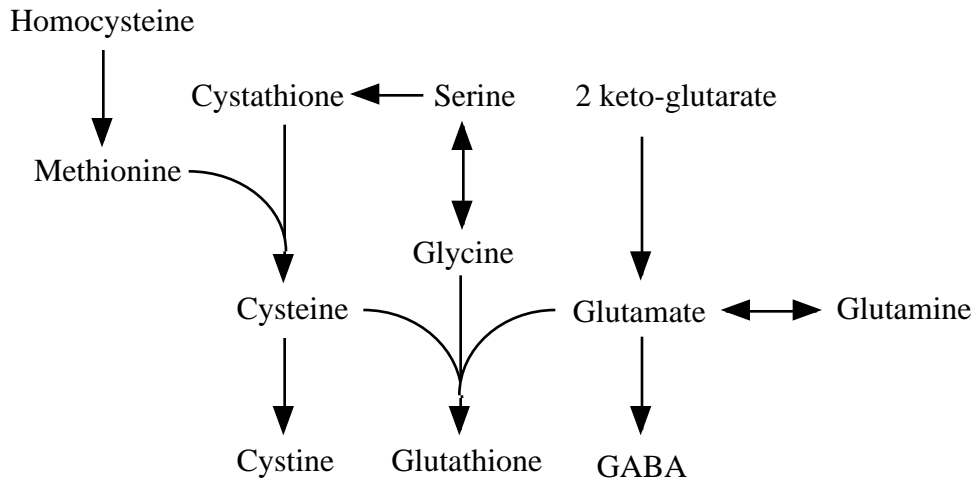 Homocysteine
Cystathione
Serine
2 keto-glutarate
Methionine
Glycine
Cysteine
Glutamate
Glutamine
Cystine
Glutathione
GABA